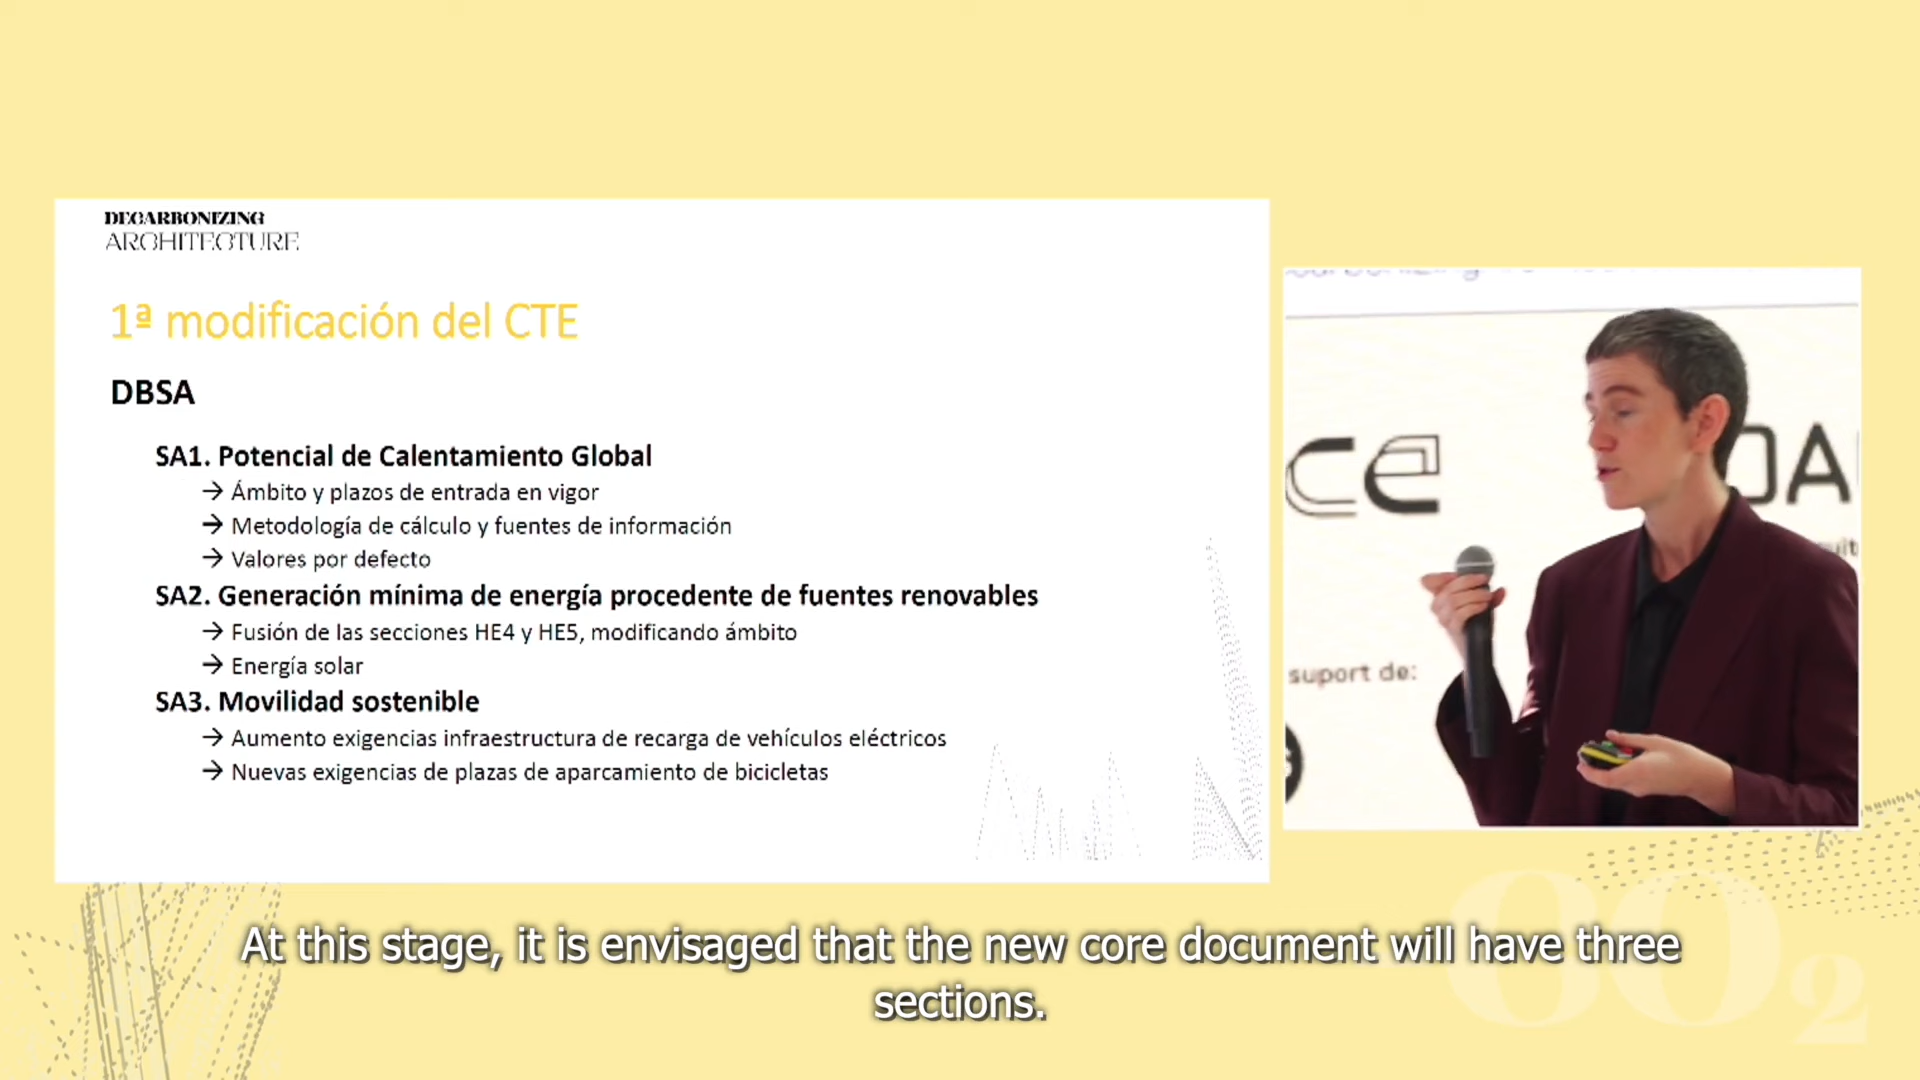 DECARBONIZING
ARCHITECTURE
1ª modificación del CTE
DBSA
SA1. Potencial de Calentamiento Global
→ Ámbito y plazos de entrada en vigor
→ Metodología de cálculo y fuentes de información
→ Valores por defecto
SA2. Generación mínima de energía procedente de fuentes renovables
→ Fusión de las secciones HE4 y HE5, modificando ámbito
→ Energía solar
SA3. Movilidad sostenible
→ Aumento exigencias infraestructura de recarga de vehículos eléctricos
→ Nuevas exigencias de plazas de aparcamiento de bicicletas
suport de:
At this stage, it is envisaged that the new core document will have three
sections.
CO2